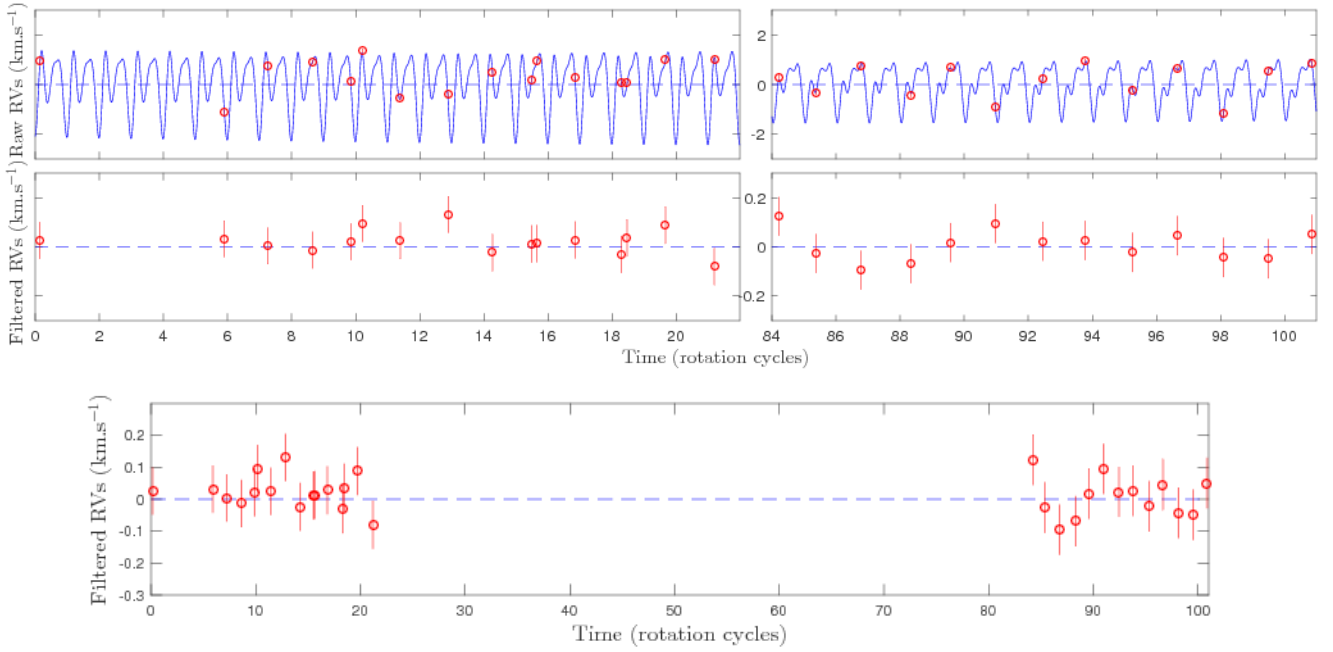 Raw RVs (km.s⁻¹)
2
0
-2
Filtered RVs (km.s⁻¹)
0.2
0
-0.2
0 2 4 6 8 10 12 14 16 18 20 84 86 88 90 92 94 96 98 100
Time (rotation cycles)
Filtered RVs (km.s⁻¹)
0.2
0.1
0
-0.1
-0.2
-0.3
0 10 20 30 40 50 60 70 80 90 100
Time (rotation cycles)